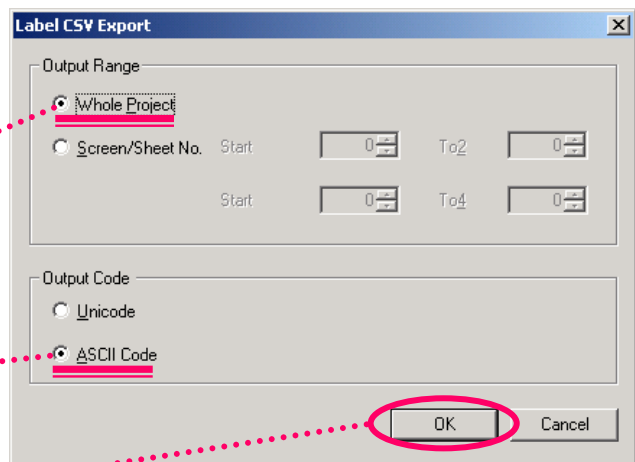 Label CSV Export
Output Range
Whole Project
Screen/Sheet No. Start 0 To2 0
Start 0 To4 0
Output Code
Unicode
ASCII Code
OK Cancel